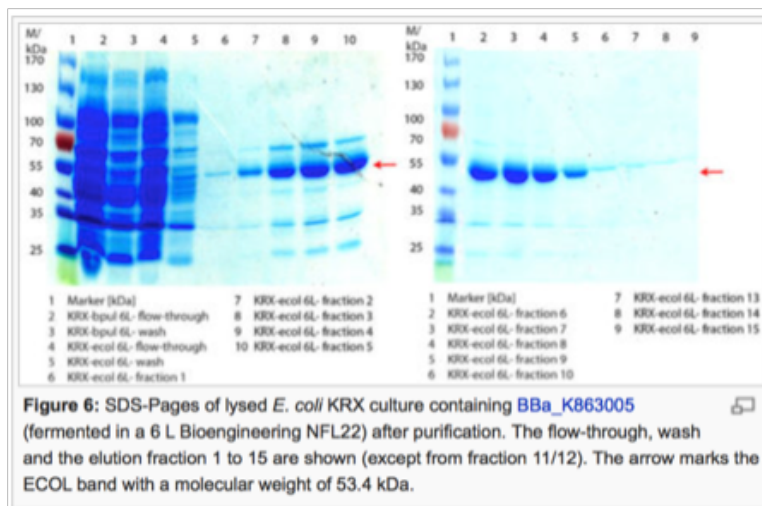 M/
kDa
1 2 3 4 5 6 7 8 9 10
170
130
100
70
55
40
35
25
M/
kDa
1 2 3 4 5 6 7 8 9
170
130
100
70
55
40
35
25
1 Marker [kDa]
2 KRX-bpul 6L- flow-through
3 KRX-bpul 6L- wash
4 KRX-ecol 6L- flow-through
5 KRX-ecol 6L- wash
6 KRX-ecol 6L- fraction 1
7 KRX-ecol 6L- fraction 2
8 KRX-ecol 6L- fraction 3
9 KRX-ecol 6L- fraction 4
10 KRX-ecol 6L- fraction 5
1 Marker [kDa]
2 KRX-ecol 6L- fraction 6
3 KRX-ecol 6L- fraction 7
4 KRX-ecol 6L- fraction 8
5 KRX-ecol 6L- fraction 9
6 KRX-ecol 6L- fraction 10
7 KRX-ecol 6L- fraction 13
8 KRX-ecol 6L- fraction 14
9 KRX-ecol 6L- fraction 15
Figure 6: SDS-Pages of lysed E. coli KRX culture containing BBa_K863005
(fermented in a 6 L Bioengineering NFL22) after purification. The flow-through, wash
and the elution fraction 1 to 15 are shown (except from fraction 11/12). The arrow marks the
ECOL band with a molecular weight of 53.4 kDa.